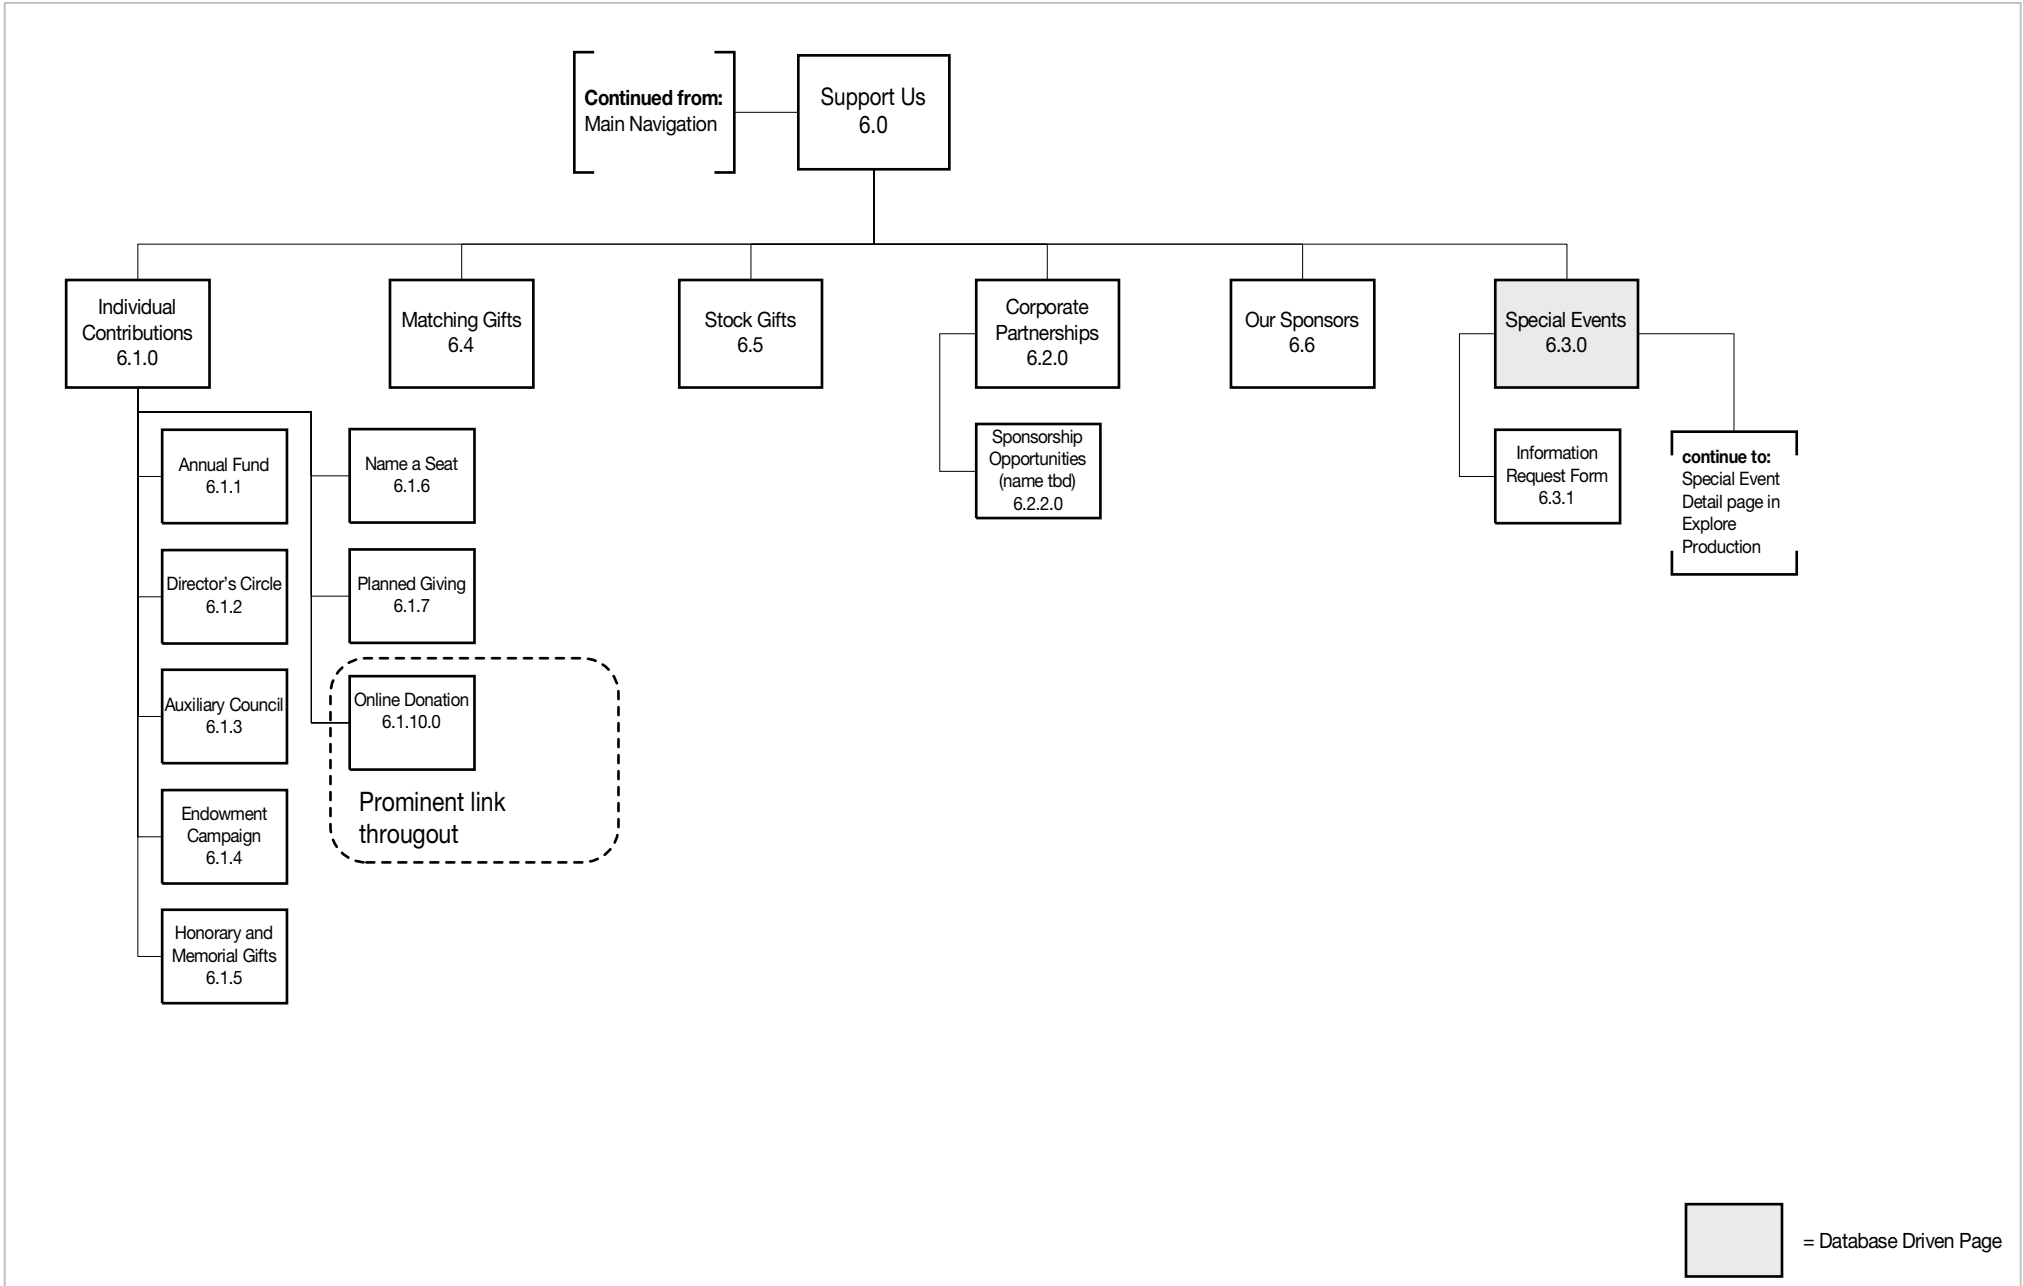 Continued from:
Main Navigation
Support Us
6.0
Individual
Contributions
6.1.0
Matching Gifts
6.4
Stock Gifts
6.5
Corporate
Partnerships
6.2.0
Our Sponsors
6.6
Special Events
6.3.0
Annual Fund
6.1.1
Director's Circle
6.1.2
Auxiliary Council
6.1.3
Endowment
Campaign
6.1.4
Honorary and
Memorial Gifts
6.1.5
Name a Seat
6.1.6
Planned Giving
6.1.7
Online Donation
6.1.10.0
Prominent link
througout
Sponsorship
Opportunities
(name tbd)
6.2.2.0
Information
Request Form
6.3.1
continue to:
Special Event
Detail page in
Explore
Production
= Database Driven Page